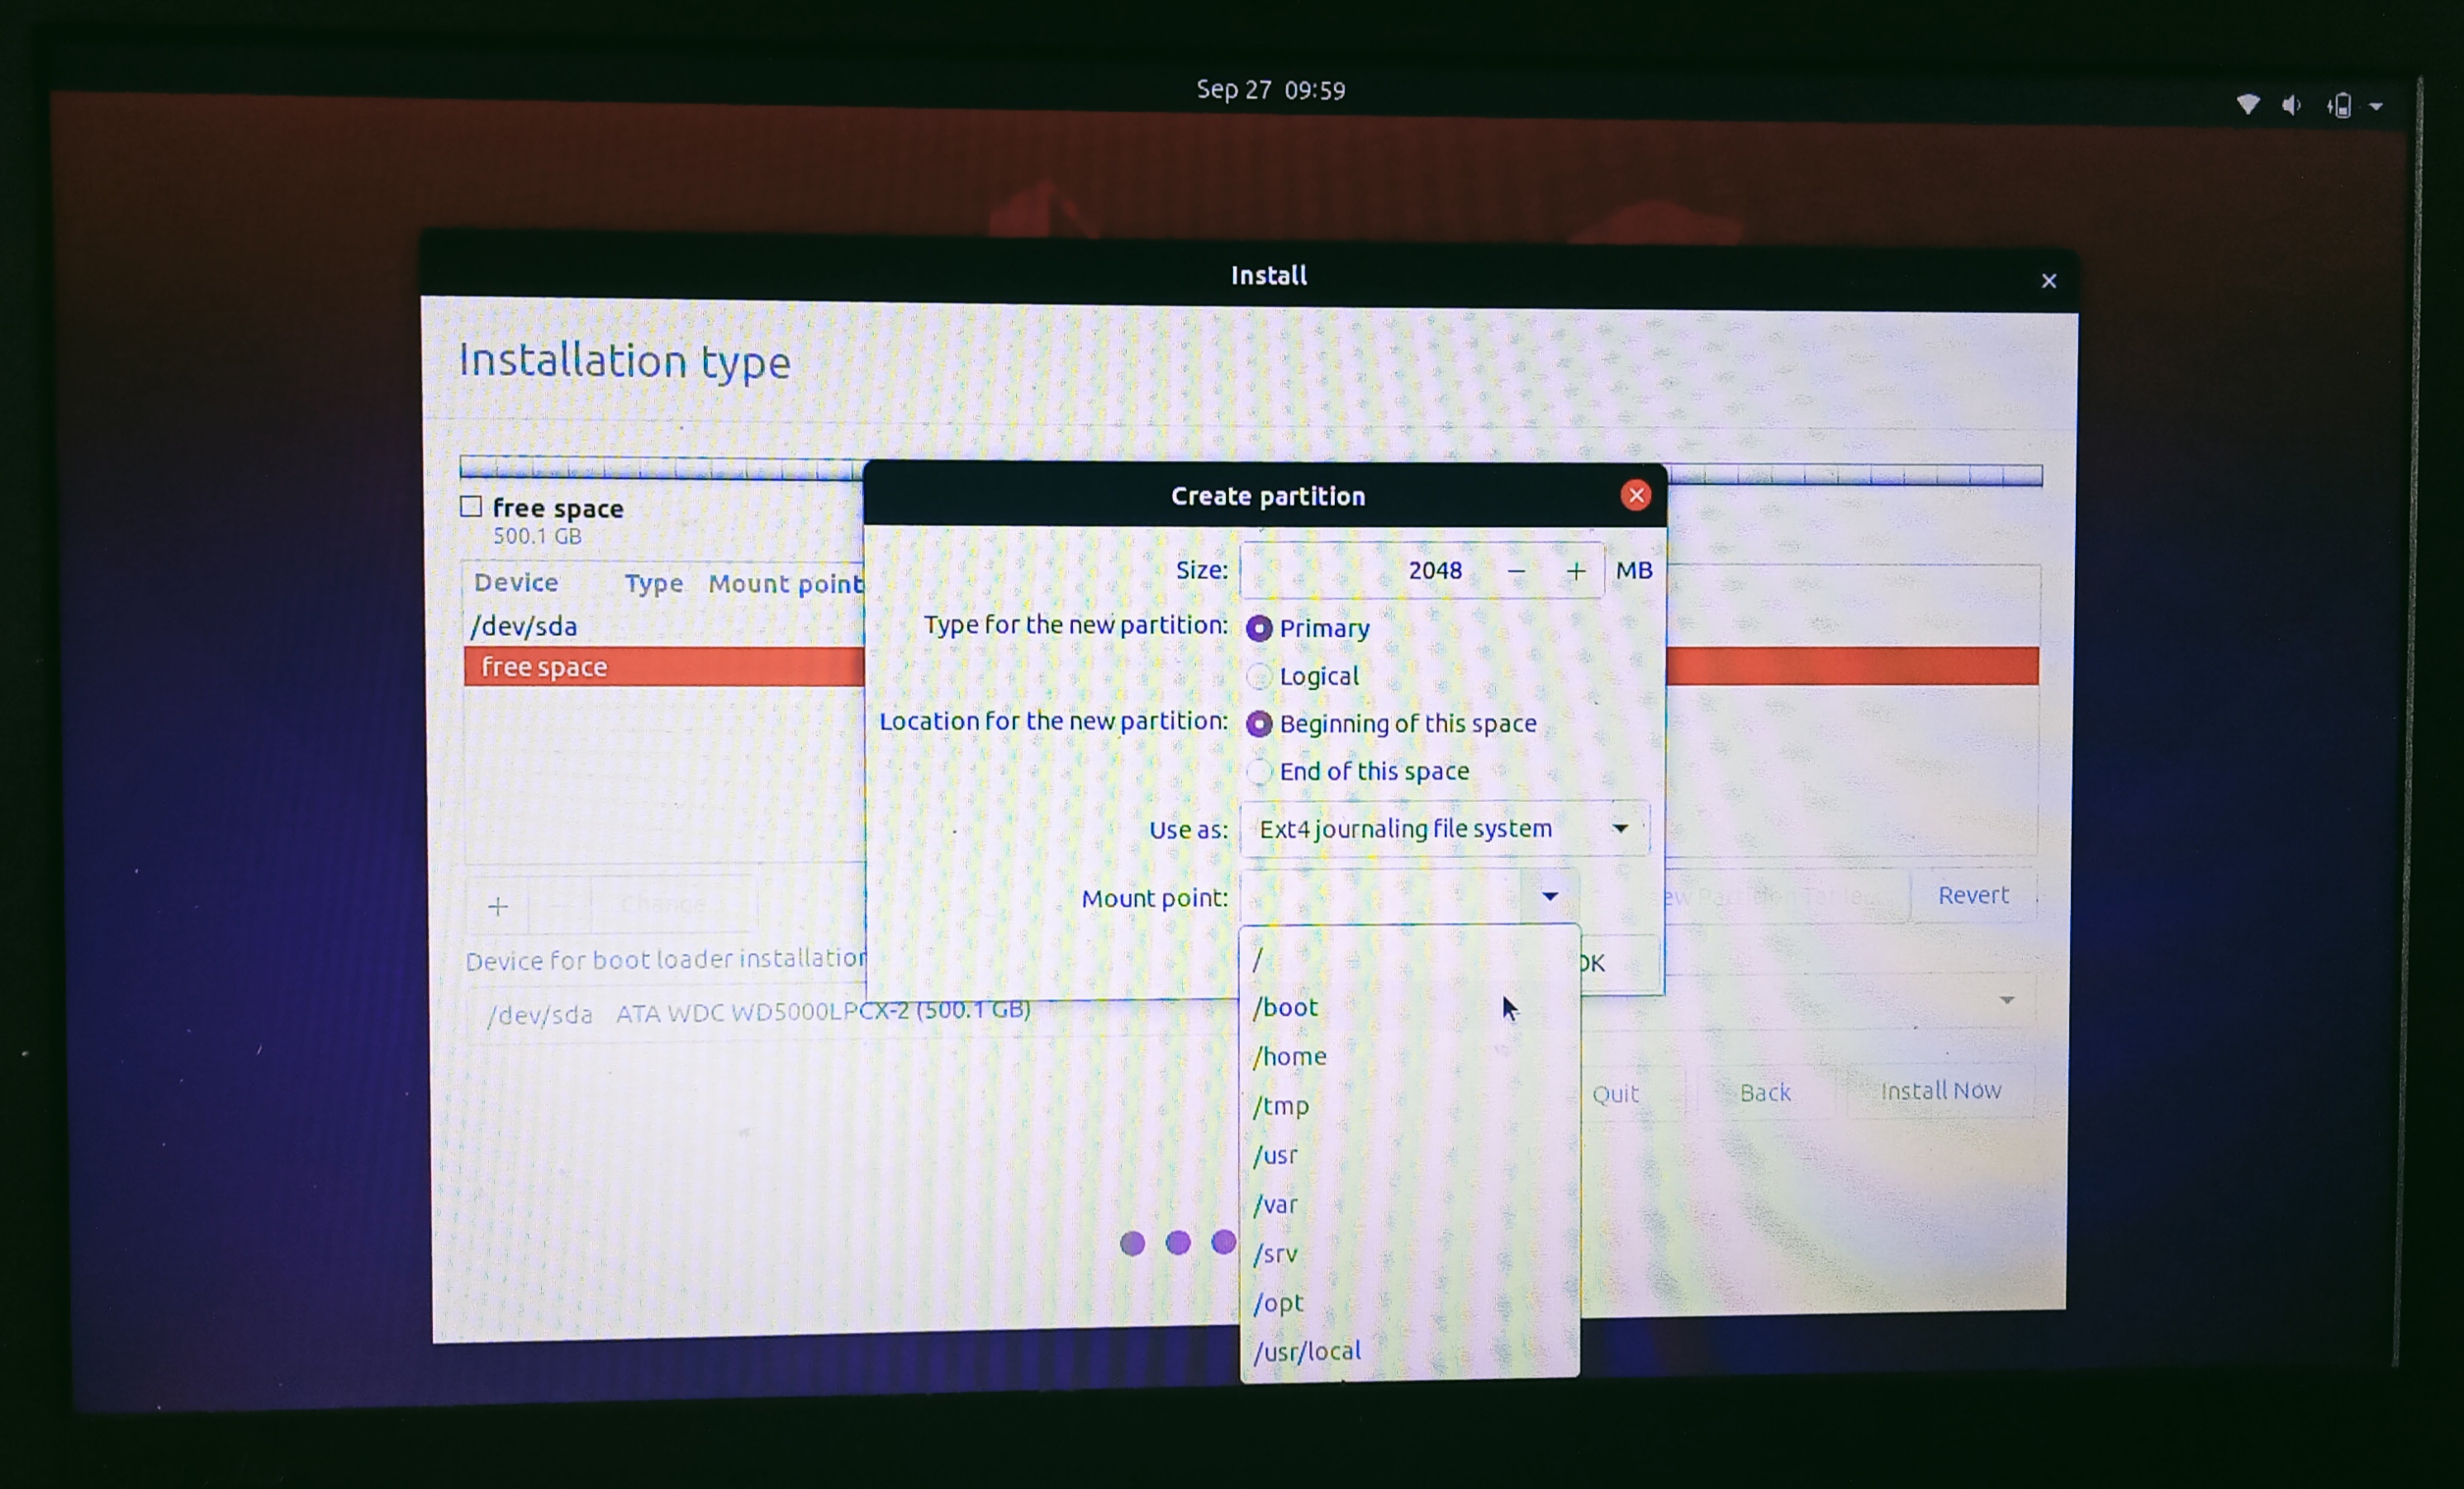 Sep 27 09:59
Install
Installation type
free space
500.1 GB
Device Type Mount point
/dev/sda
free space
Create partition
Size: 2048 − + MB
Type for the new partition: Primary
Logical
Location for the new partition: Beginning of this space
End of this space
Use as: Ext4 journaling file system
Mount point:
/
/boot
/home
/tmp
/usr
/var
/srv
/opt
/usr/local
OK
+ − Change...
Revert
Device for boot loader installation
/dev/sda ATA WDC WD5000LPCX-2 (500.1 GB)
Quit Back Install Now